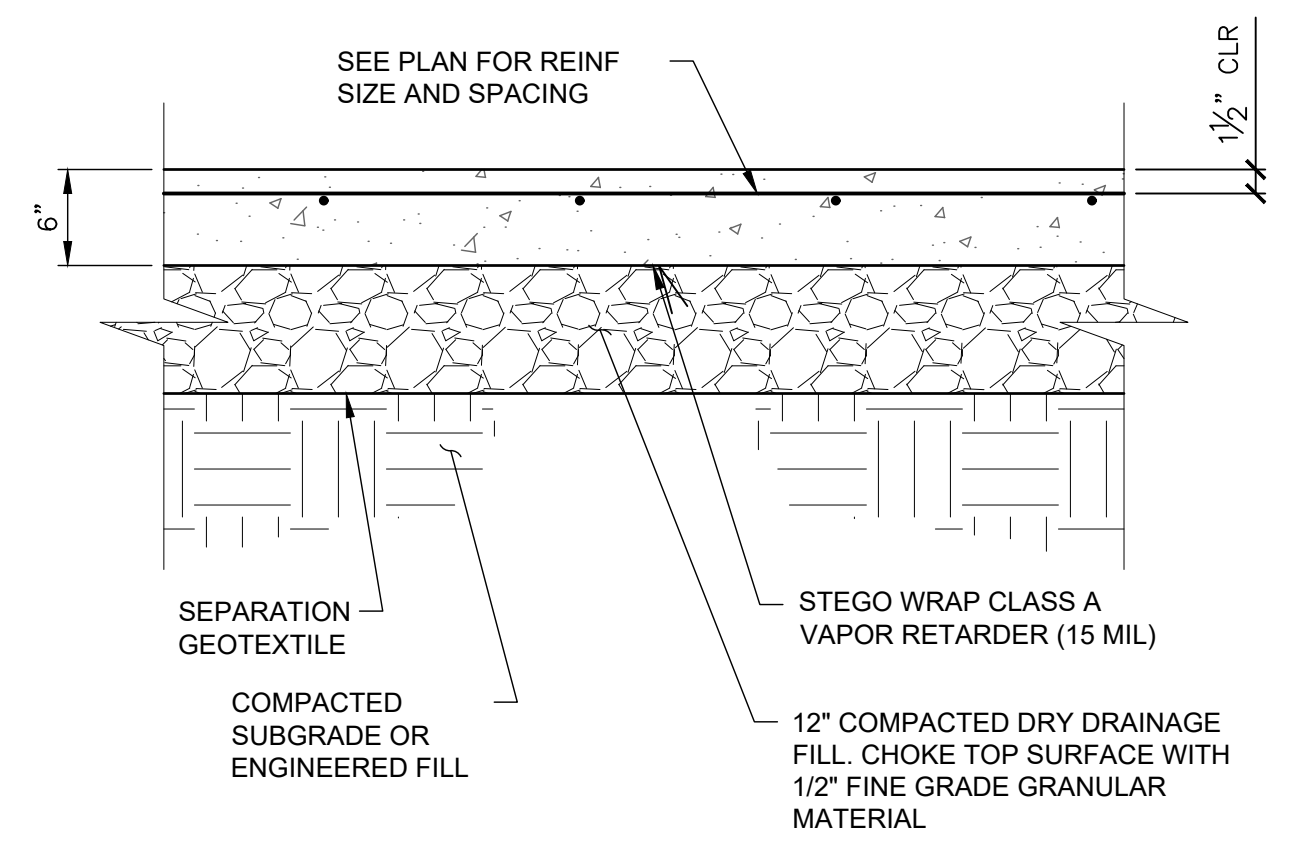 SEE PLAN FOR REINF
SIZE AND SPACING
1½" CLR
6"
SEPARATION
GEOTEXTILE
COMPACTED
SUBGRADE OR
ENGINEERED FILL
STEGO WRAP CLASS A
VAPOR RETARDER (15 MIL)
12" COMPACTED DRY DRAINAGE
FILL. CHOKE TOP SURFACE WITH
1/2" FINE GRADE GRANULAR
MATERIAL